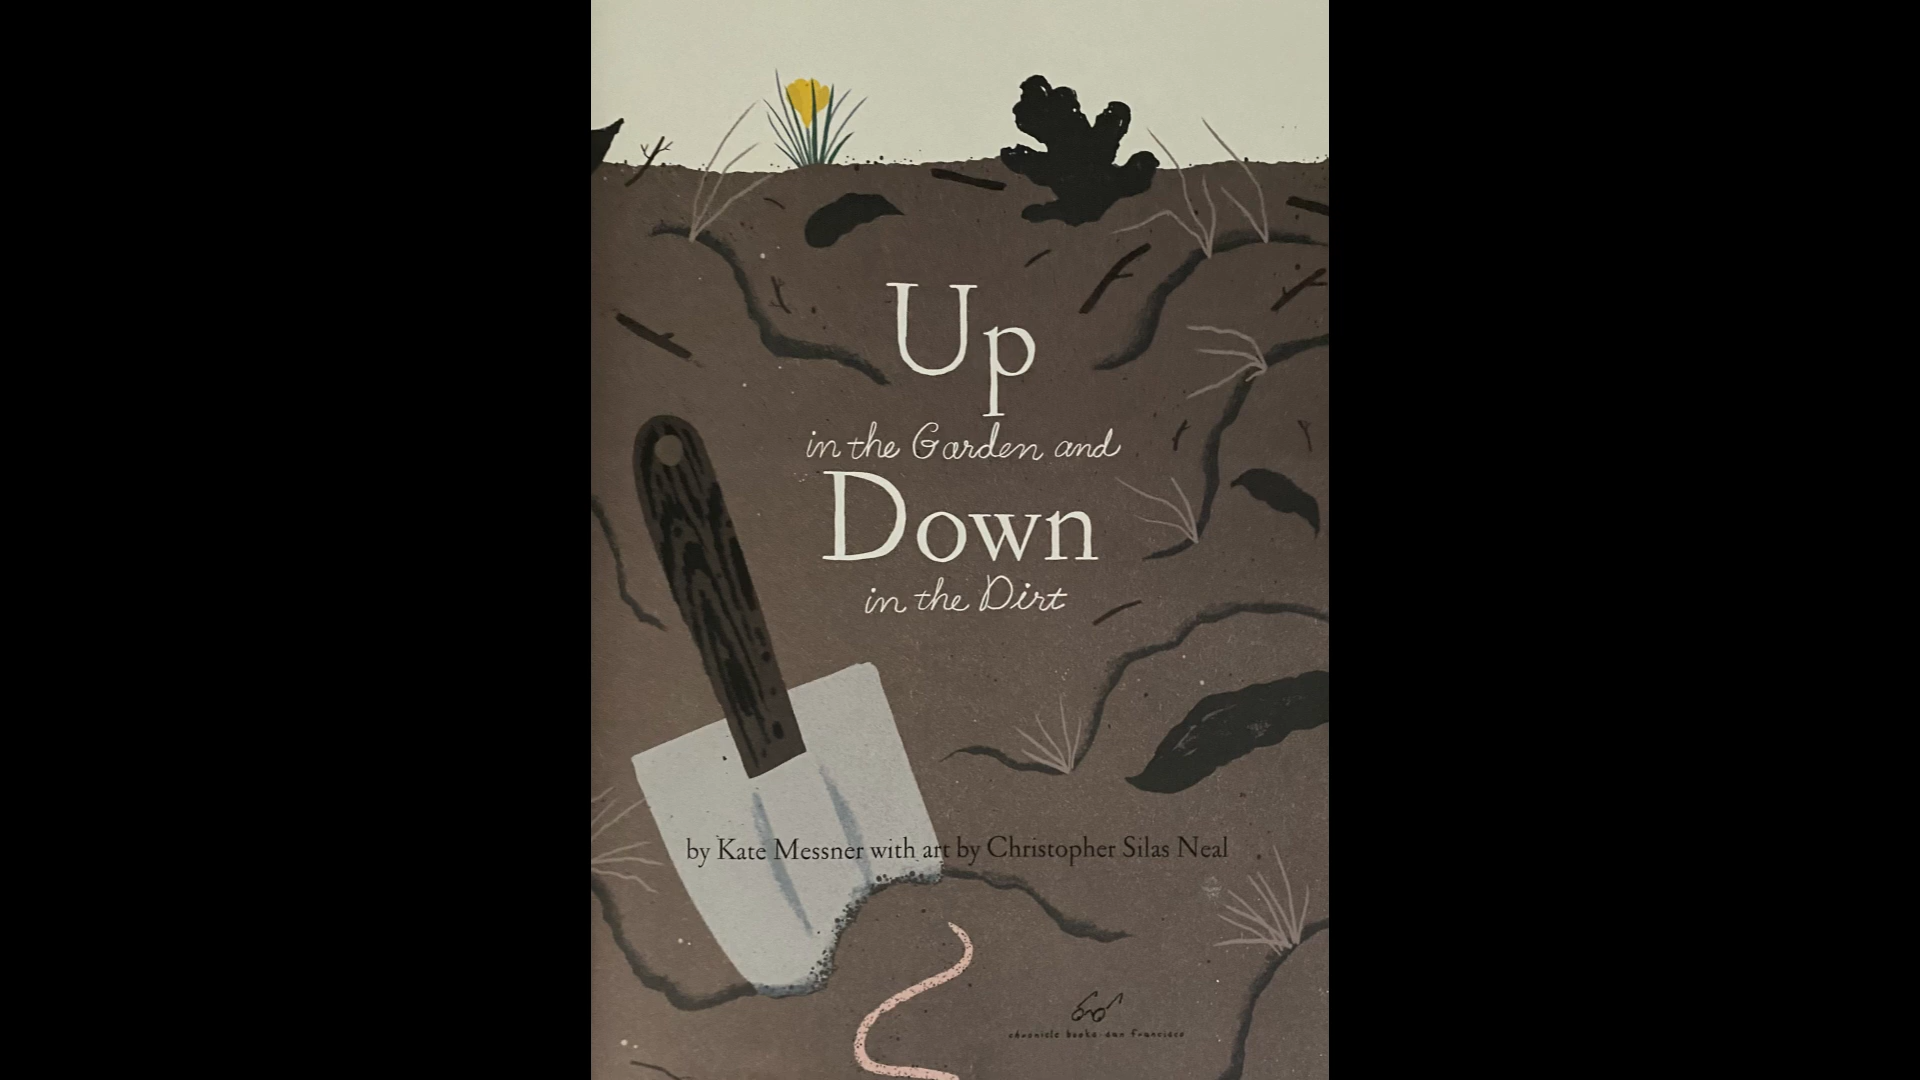 Up
in the Garden and
Down
in the Dirt
by Kate Messner with art by Christopher Silas Neal
chronicle books · san francisco